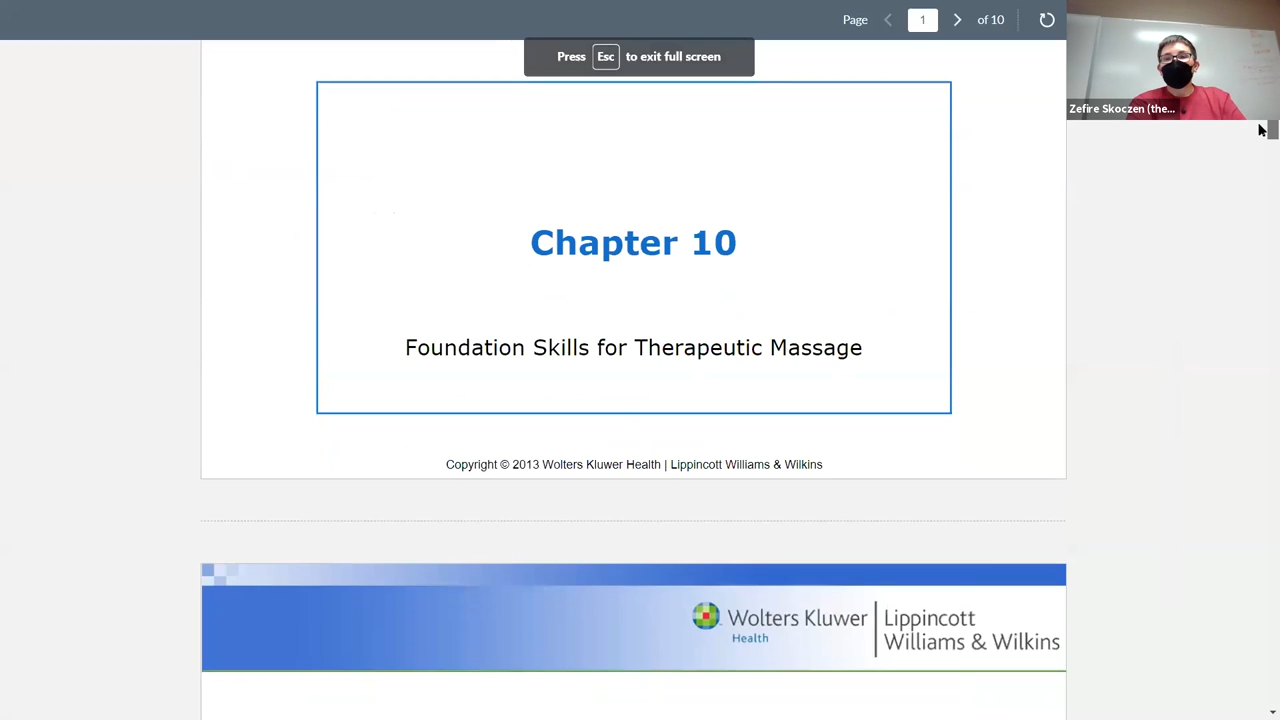 Page 1 of 10
Press Esc to exit full screen
Zefire Skoczen (the...
Chapter 10
Foundation Skills for Therapeutic Massage
Copyright © 2013 Wolters Kluwer Health | Lippincott Williams & Wilkins
Wolters Kluwer
Health
Lippincott
Williams & Wilkins